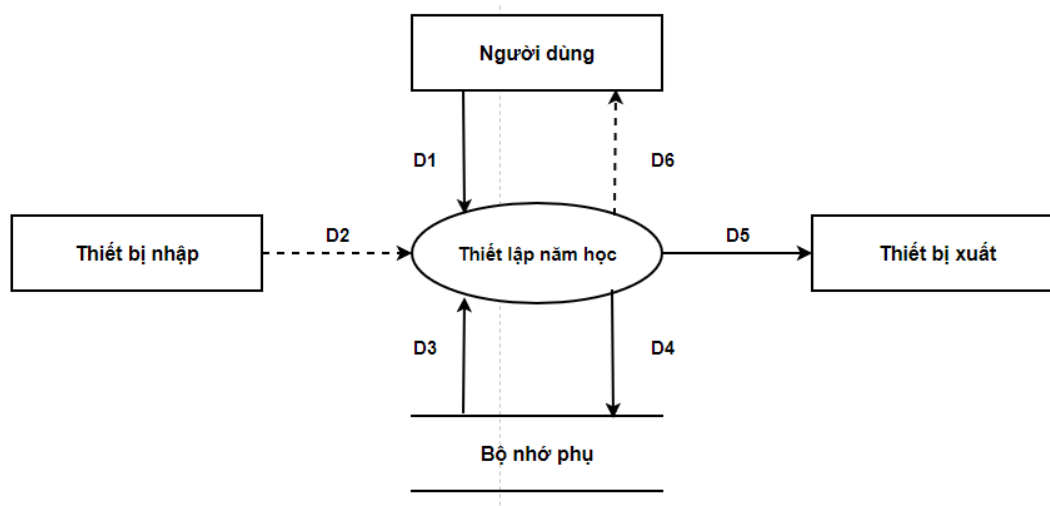 Người dùng
D1
D6
Thiết bị nhập
D2
Thiết lập năm học
D5
Thiết bị xuất
D3
D4
Bộ nhớ phụ